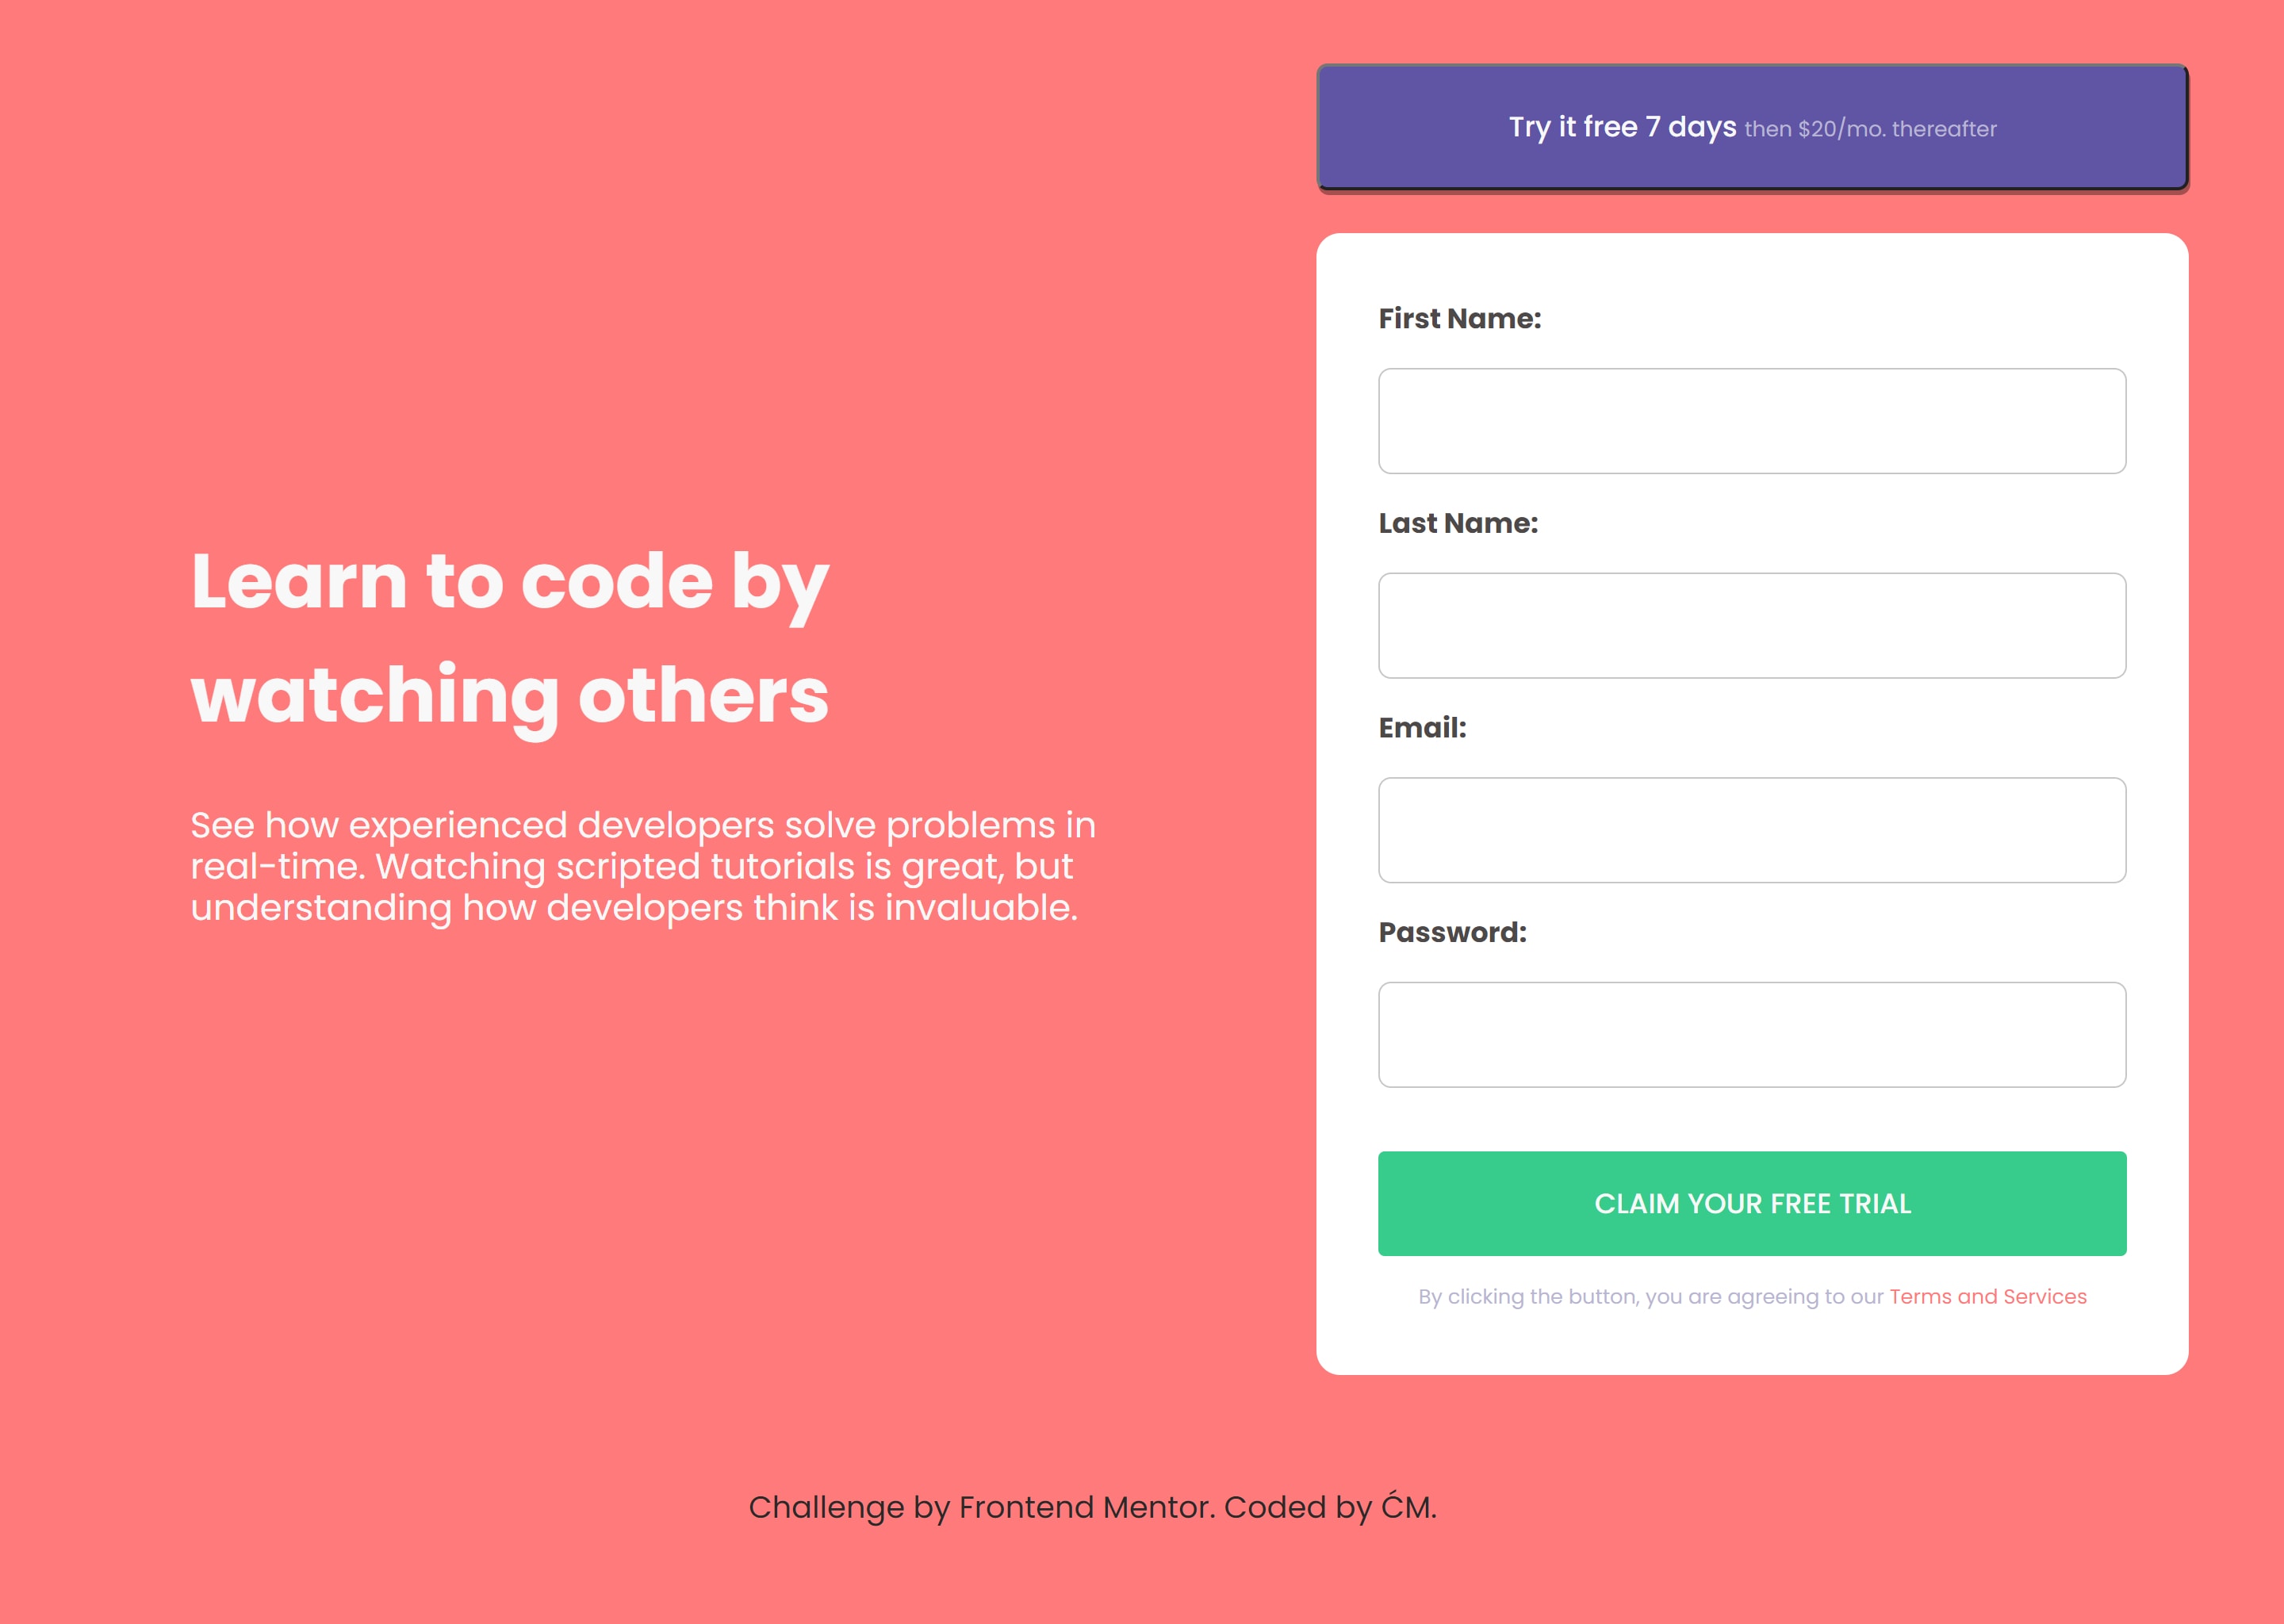 Learn to code by
watching others
See how experienced developers solve problems in
real-time. Watching scripted tutorials is great, but
understanding how developers think is invaluable.
Try it free 7 days then $20/mo. thereafter
First Name:
Last Name:
Email:
Password:
CLAIM YOUR FREE TRIAL
By clicking the button, you are agreeing to our Terms and Services
Challenge by Frontend Mentor. Coded by ĆM.